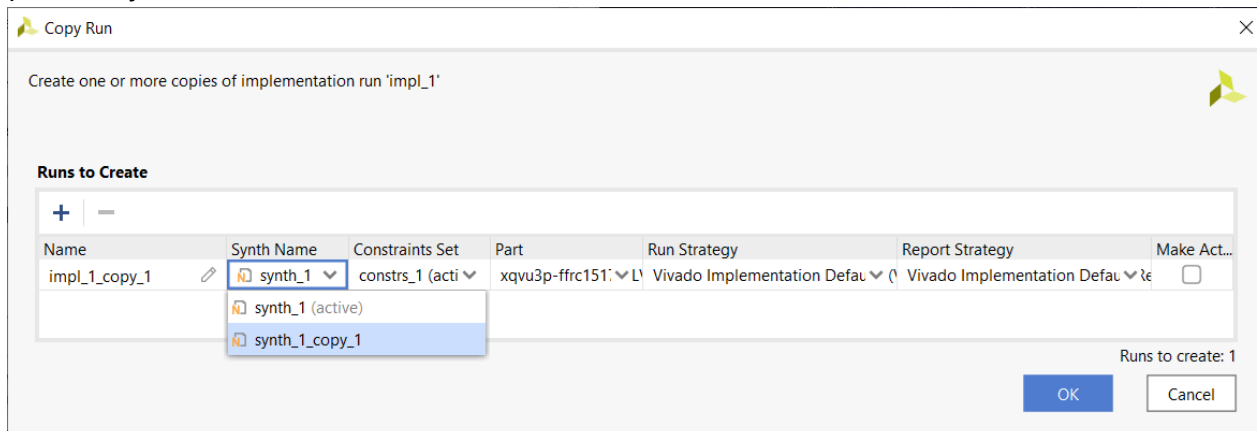 Copy Run
Create one or more copies of implementation run 'impl_1'
Runs to Create
Name Synth Name Constraints Set Part Run Strategy Report Strategy Make Act...
impl_1_copy_1 synth_1 constrs_1 (acti xqvu3p-ffrc151 Vivado Implementation Defau Vivado Implementation Defau
synth_1 (active)
synth_1_copy_1
Runs to create: 1
OK Cancel